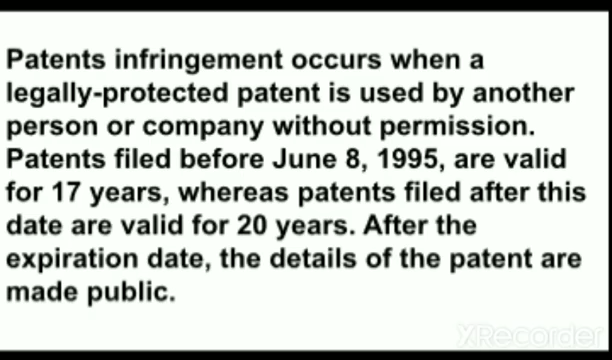 Patents infringement occurs when a
legally-protected patent is used by another
person or company without permission.
Patents filed before June 8, 1995, are valid
for 17 years, whereas patents filed after this
date are valid for 20 years. After the
expiration date, the details of the patent are
made public.
XRecorder